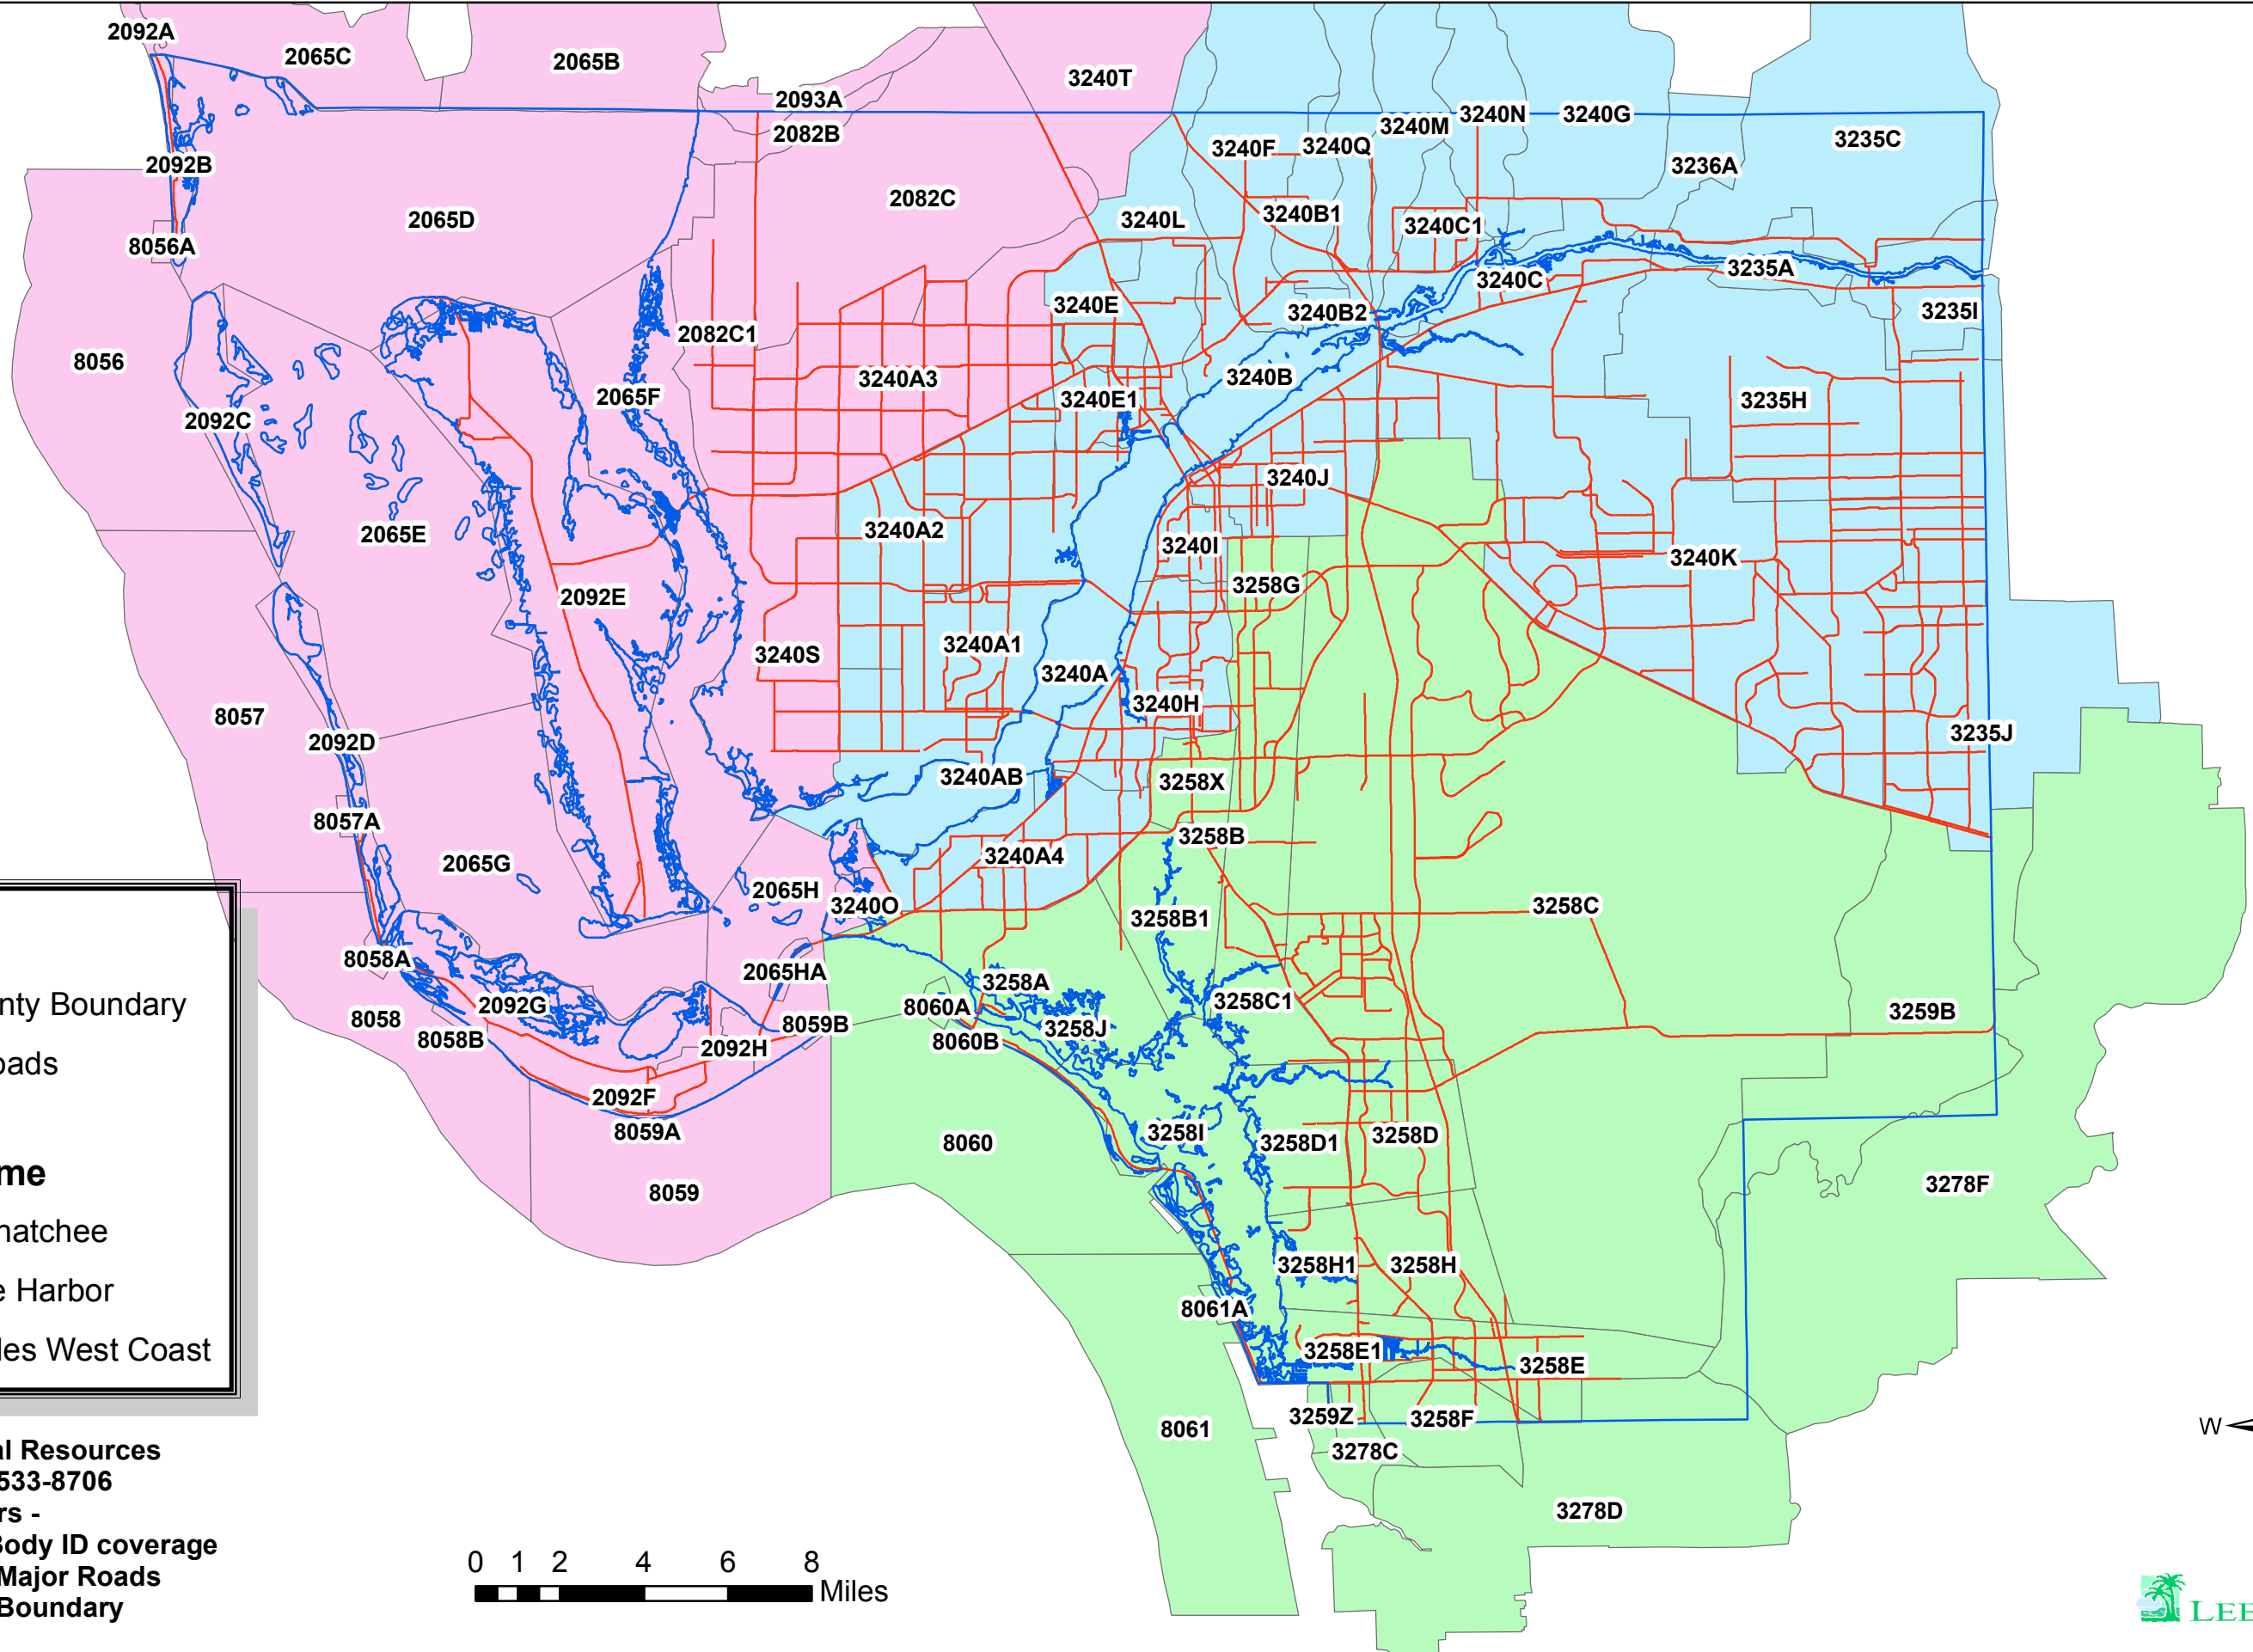 2092A
2065C
2065B
3240T
2093A
2082B
3240N
3240G
3240M
3240F
3240Q
3235C
2092B
3236A
2082C
2065D
3240L
3240B1
3240C1
8056A
3235A
3240C
3240E
3240B2
3235I
2082C1
8056
3240A3
3240B
2065F
3240E1
3235H
2092C
3240J
3240A2
2065E
3240I
3240K
3258G
2092E
3240A1
3240S
3240A
3240H
8057
3235J
2092D
3240AB
3258X
8057A
3258B
3240A4
2065G
2065H
3240O
3258C
3258B1
8058A
2065HA
3258A
3258C1
2092G
8060A
3259B
8058
8059B
3258J
8058B
8060B
2092H
2092F
8059A
3258I
3258D1
3258D
8060
3278F
8059
3258H1
3258H
8061A
3258E1
3258E
3259Z
3258F
8061
3278C
3278D
nty Boundary
oads
me
hatchee
e Harbor
les West Coast
al Resources
533-8706
rs -
Body ID coverage
Major Roads
Boundary
0 1 2 4 6 8
Miles
W
LEE